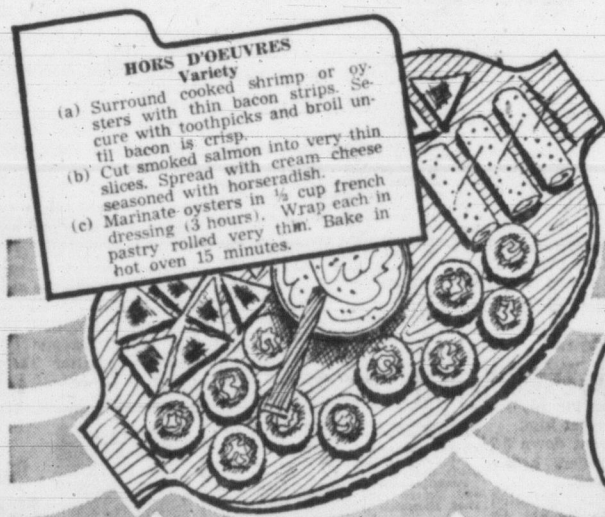 HORS D'OEUVRES
Variety
(a) Surround cooked shrimp or oy-
sters with thin bacon strips. Se-
cure with toothpicks and broil un-
til bacon is crisp.
(b) Cut smoked salmon into very thin
slices. Spread with cream cheese
seasoned with horseradish.
(c) Marinate oysters in ½ cup french
dressing (3 hours). Wrap each in
pastry rolled very thin. Bake in
hot oven 15 minutes.